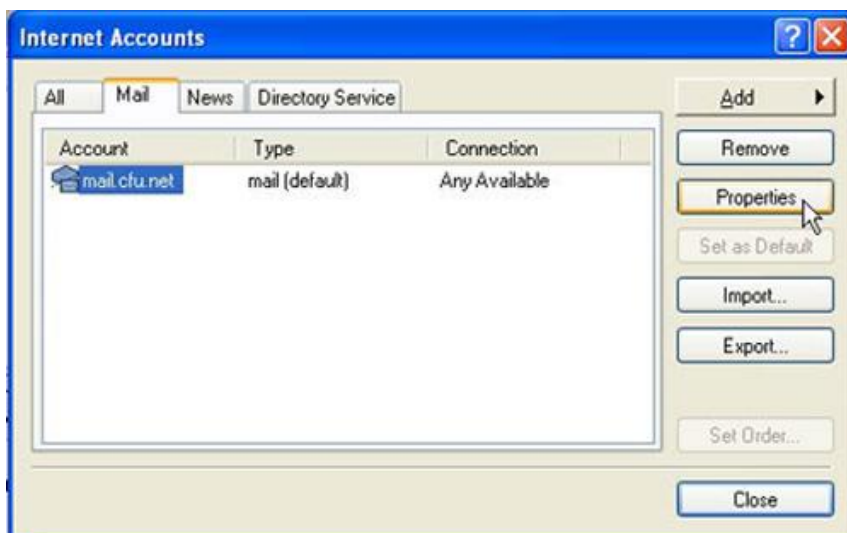 Internet Accounts
All Mail News Directory Service
Add
Remove
Properties
Set as Default
Import...
Export...
Set Order...
Close
Account Type Connection
mail.cfu.net mail (default) Any Available